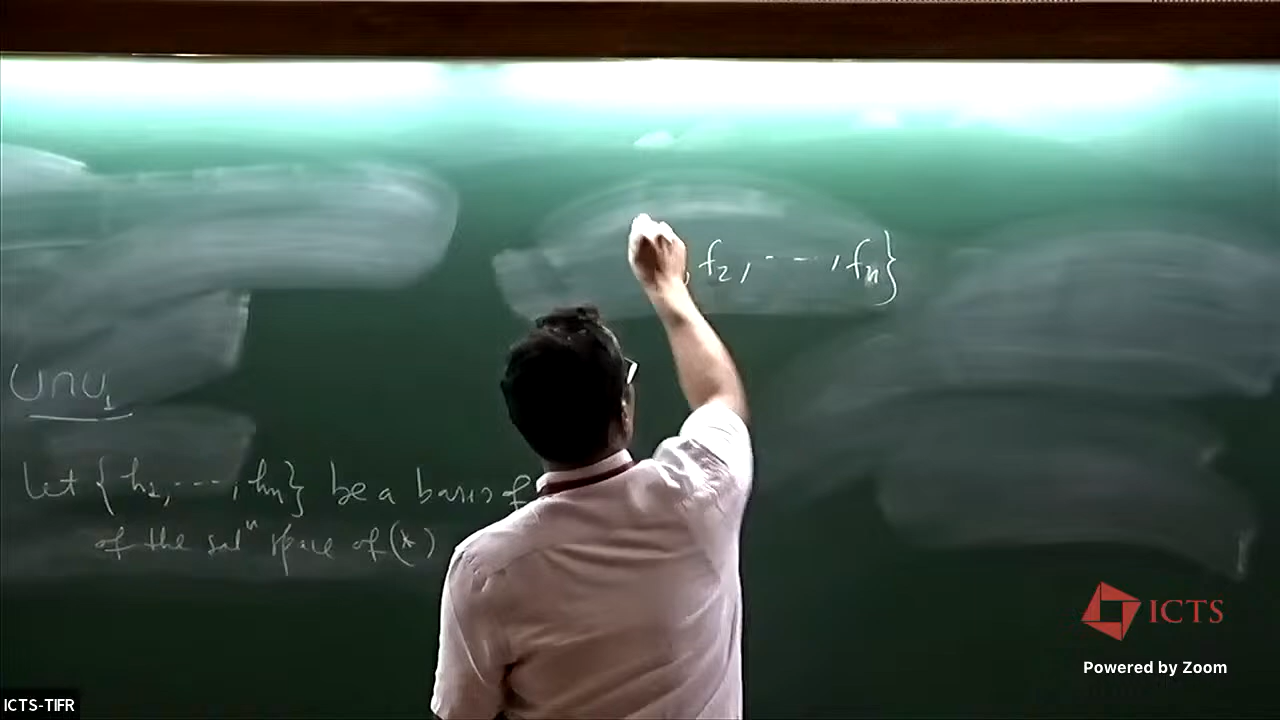 , f₂, ---, fₙ}
U∩U₁
Let {h₁, ---, hₙ} be a basis of
of the solⁿ space of (*)
ICTS
Powered by Zoom
ICTS-TIFR